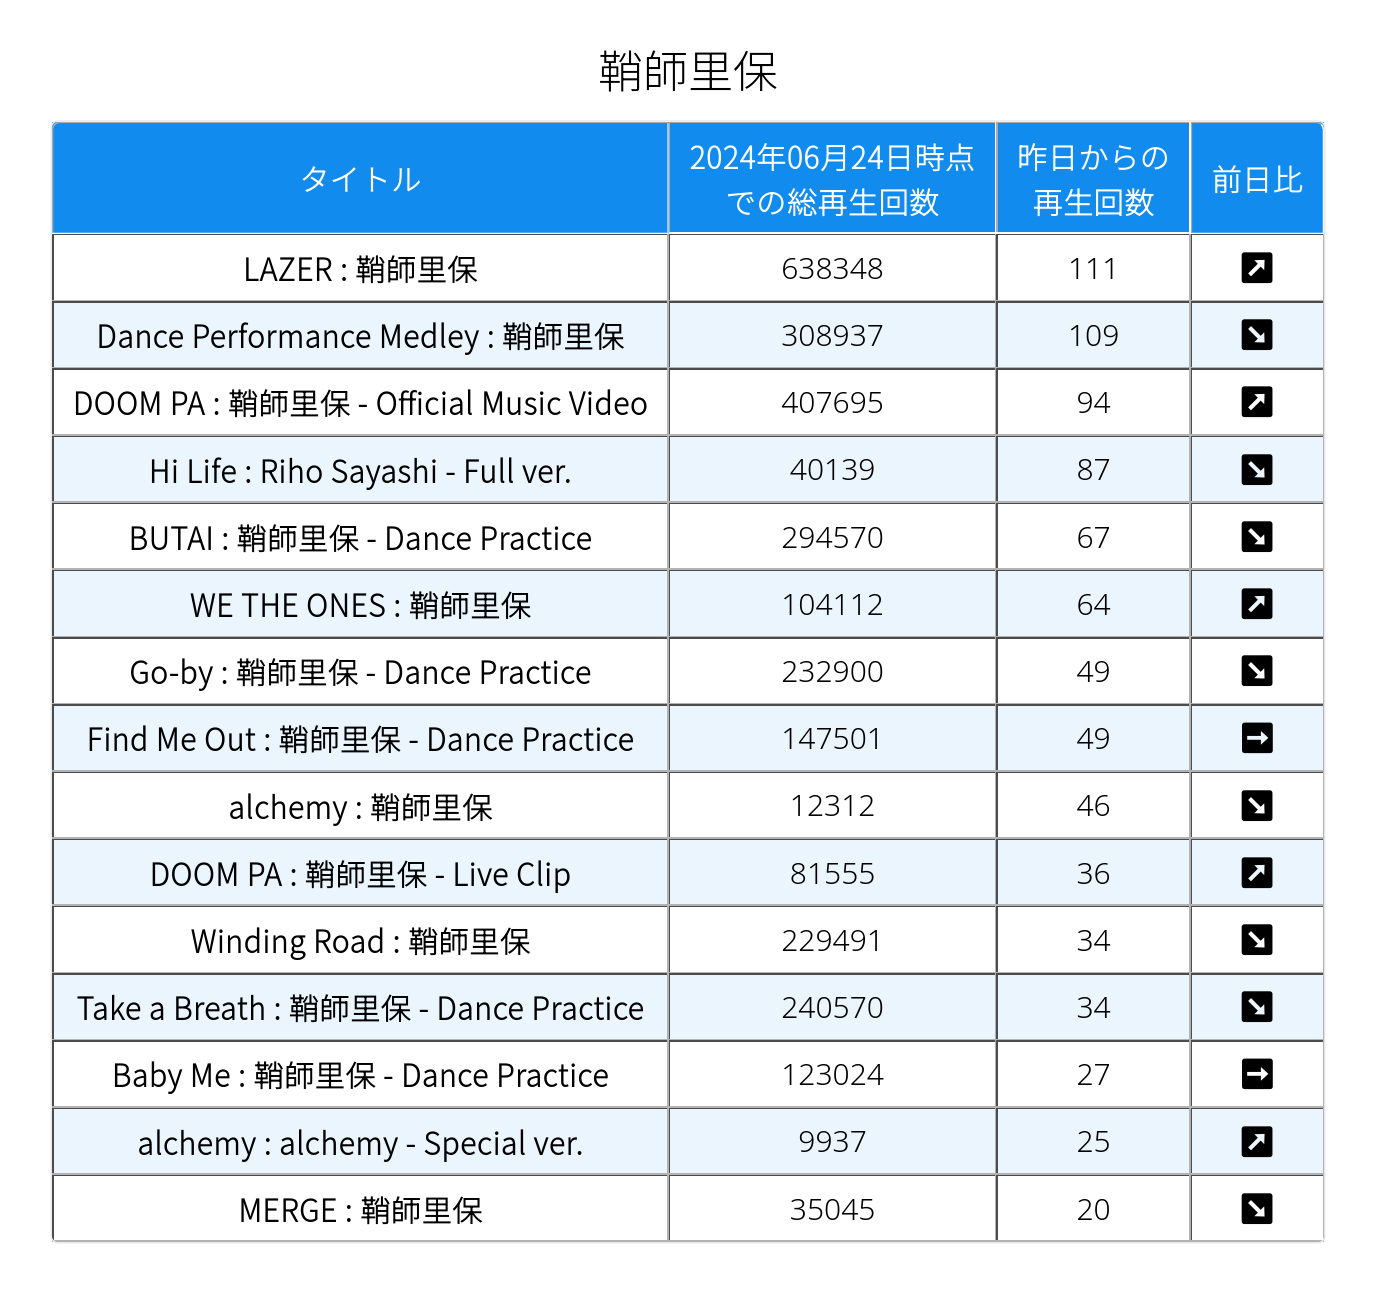 鞘師里保
タイトル 2024年06月24日時点 昨日からの 前日比
での総再生回数 再生回数
LAZER : 鞘師里保 638348 111 ↗
Dance Performance Medley : 鞘師里保 308937 109 ↘
DOOM PA : 鞘師里保 - Official Music Video 407695 94 ↗
Hi Life : Riho Sayashi - Full ver. 40139 87 ↘
BUTAI : 鞘師里保 - Dance Practice 294570 67 ↘
WE THE ONES : 鞘師里保 104112 64 ↗
Go-by : 鞘師里保 - Dance Practice 232900 49 ↘
Find Me Out : 鞘師里保 - Dance Practice 147501 49 →
alchemy : 鞘師里保 12312 46 ↘
DOOM PA : 鞘師里保 - Live Clip 81555 36 ↗
Winding Road : 鞘師里保 229491 34 ↘
Take a Breath : 鞘師里保 - Dance Practice 240570 34 ↘
Baby Me : 鞘師里保 - Dance Practice 123024 27 →
alchemy : alchemy - Special ver. 9937 25 ↗
MERGE : 鞘師里保 35045 20 ↘